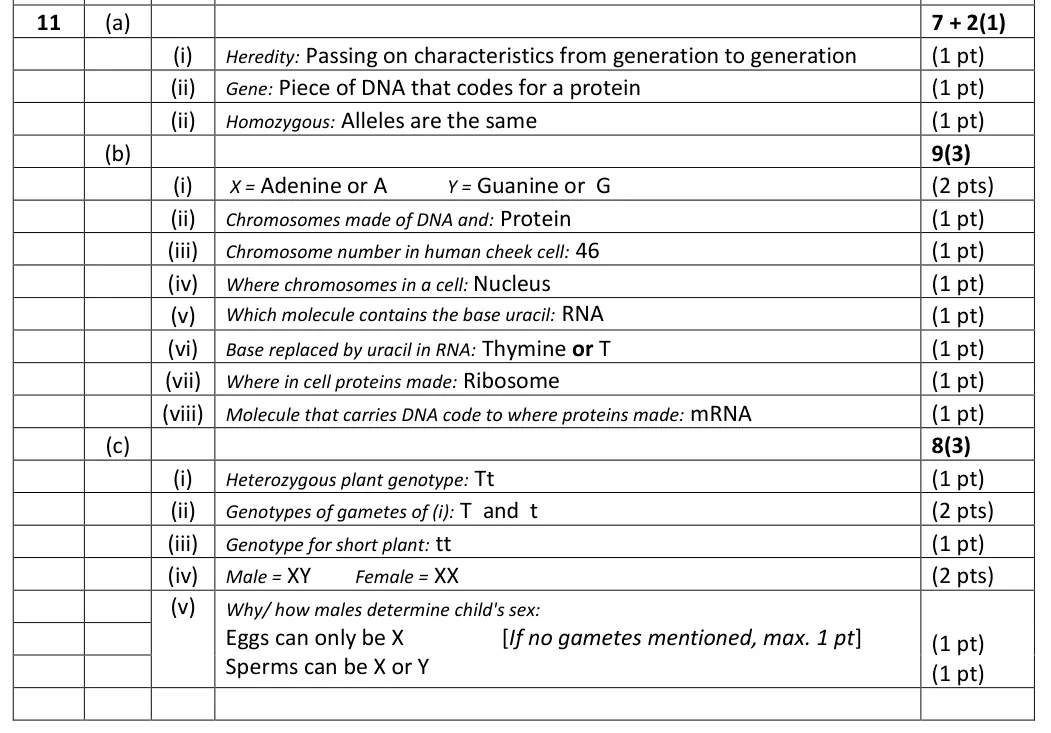 11 (a) 7 + 2(1)
(i) Heredity: Passing on characteristics from generation to generation (1 pt)
(ii) Gene: Piece of DNA that codes for a protein (1 pt)
(ii) Homozygous: Alleles are the same (1 pt)
(b) 9(3)
(i) X = Adenine or A Y = Guanine or G (2 pts)
(ii) Chromosomes made of DNA and: Protein (1 pt)
(iii) Chromosome number in human cheek cell: 46 (1 pt)
(iv) Where chromosomes in a cell: Nucleus (1 pt)
(v) Which molecule contains the base uracil: RNA (1 pt)
(vi) Base replaced by uracil in RNA: Thymine or T (1 pt)
(vii) Where in cell proteins made: Ribosome (1 pt)
(viii) Molecule that carries DNA code to where proteins made: mRNA (1 pt)
(c) 8(3)
(i) Heterozygous plant genotype: Tt (1 pt)
(ii) Genotypes of gametes of (i): T and t (2 pts)
(iii) Genotype for short plant: tt (1 pt)
(iv) Male = XY Female = XX (2 pts)
(v) Why/ how males determine child's sex:
Eggs can only be X [If no gametes mentioned, max. 1 pt] (1 pt)
Sperms can be X or Y (1 pt)